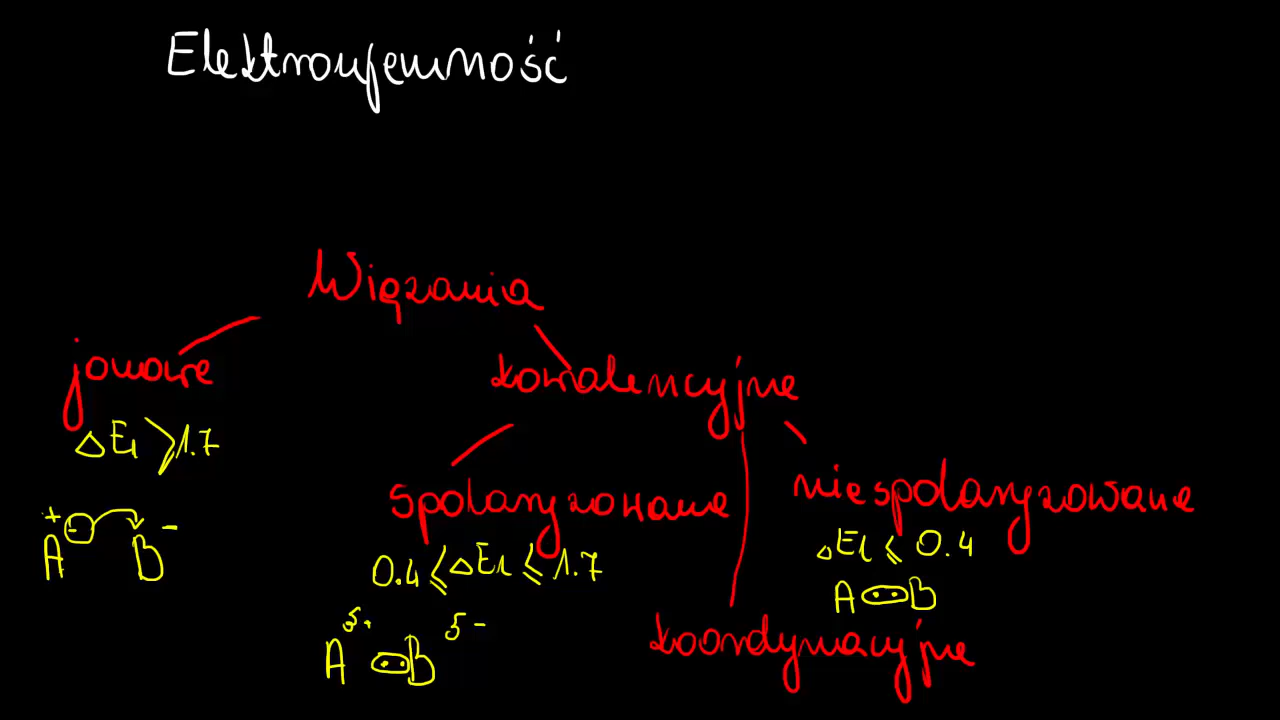 Elektroujemność
Wiązania
jonowe
kowalencyjne
ΔEl ⩾ 1.7
spolaryzowane
niespolaryzowane
0.4 ⩽ ΔEl ⩽ 1.7
ΔEl ⩽ 0.4
A + - B -
A B
A δ+ B δ-
koordynacyjne